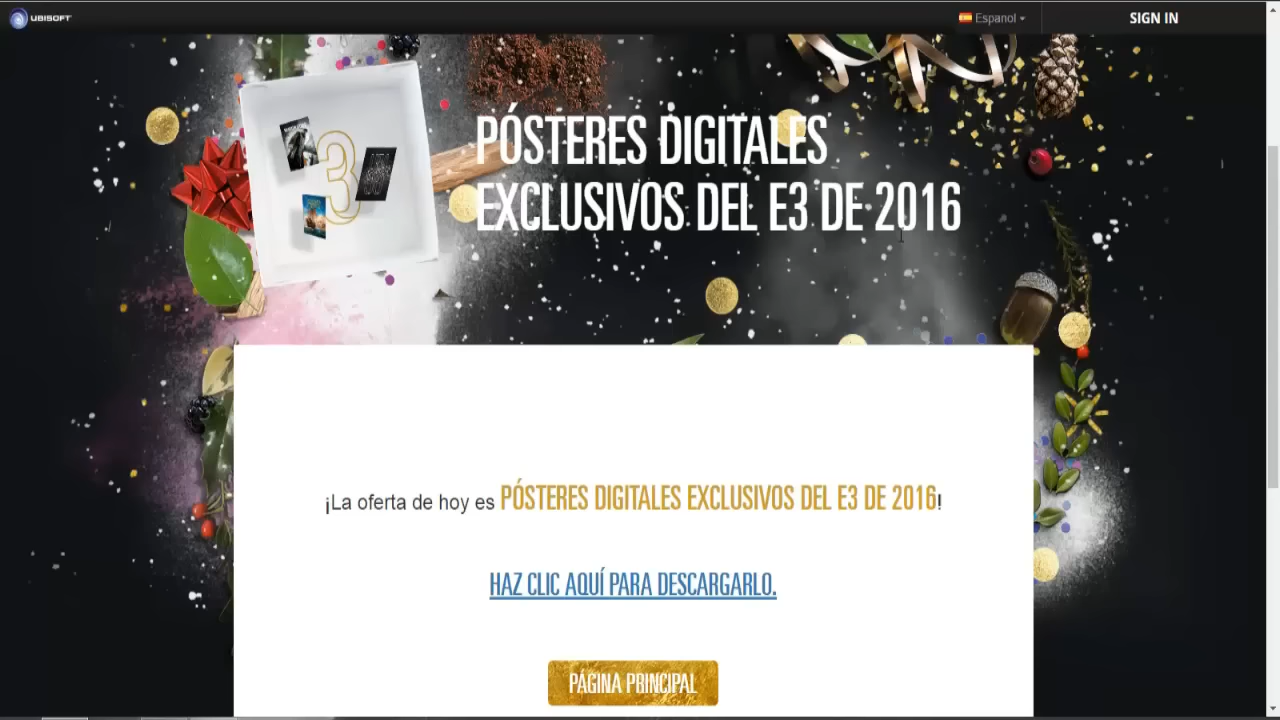 UBISOFT
Espanol
SIGN IN
3
PÓSTERES DIGITALES
EXCLUSIVOS DEL E3 DE 2016
¡La oferta de hoy es PÓSTERES DIGITALES EXCLUSIVOS DEL E3 DE 2016!
HAZ CLIC AQUÍ PARA DESCARGARLO.
PÁGINA PRINCIPAL